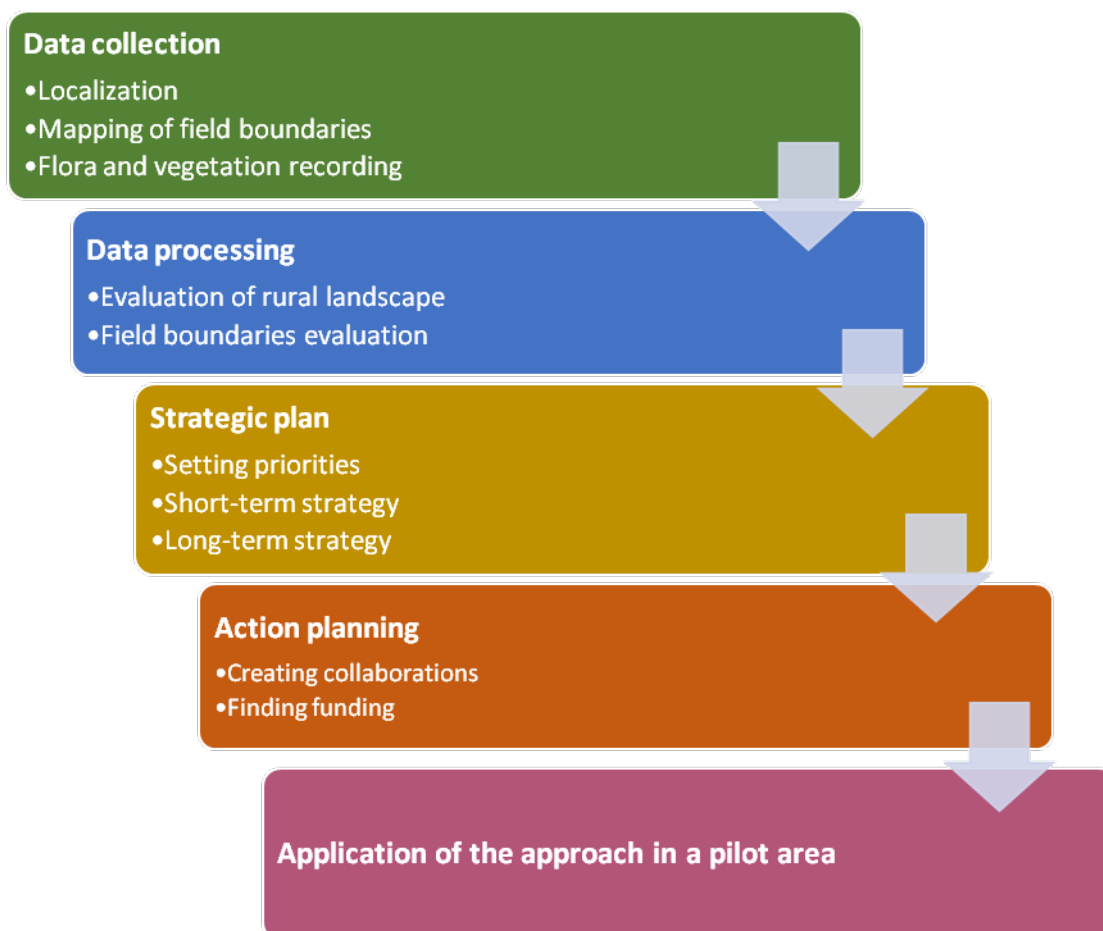 Data collection
•Localization
•Mapping of field boundaries
•Flora and vegetation recording
Data processing
•Evaluation of rural landscape
•Field boundaries evaluation
Strategic plan
•Setting priorities
•Short-term strategy
•Long-term strategy
Action planning
•Creating collaborations
•Finding funding
Application of the approach in a pilot area